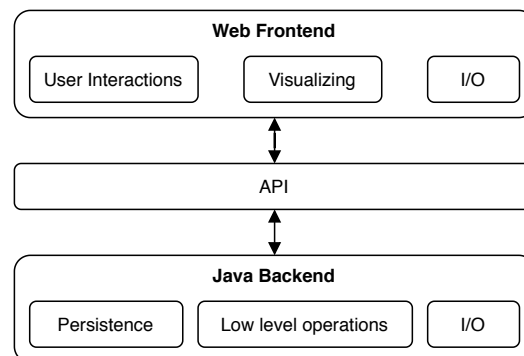 Web Frontend
User Interactions Visualizing I/O
API
Java Backend
Persistence Low level operations I/O